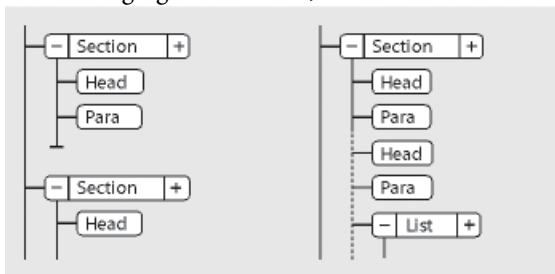 − Section +
Head
Para
− Section +
Head
− Section +
Head
Para
Head
Para
− List +